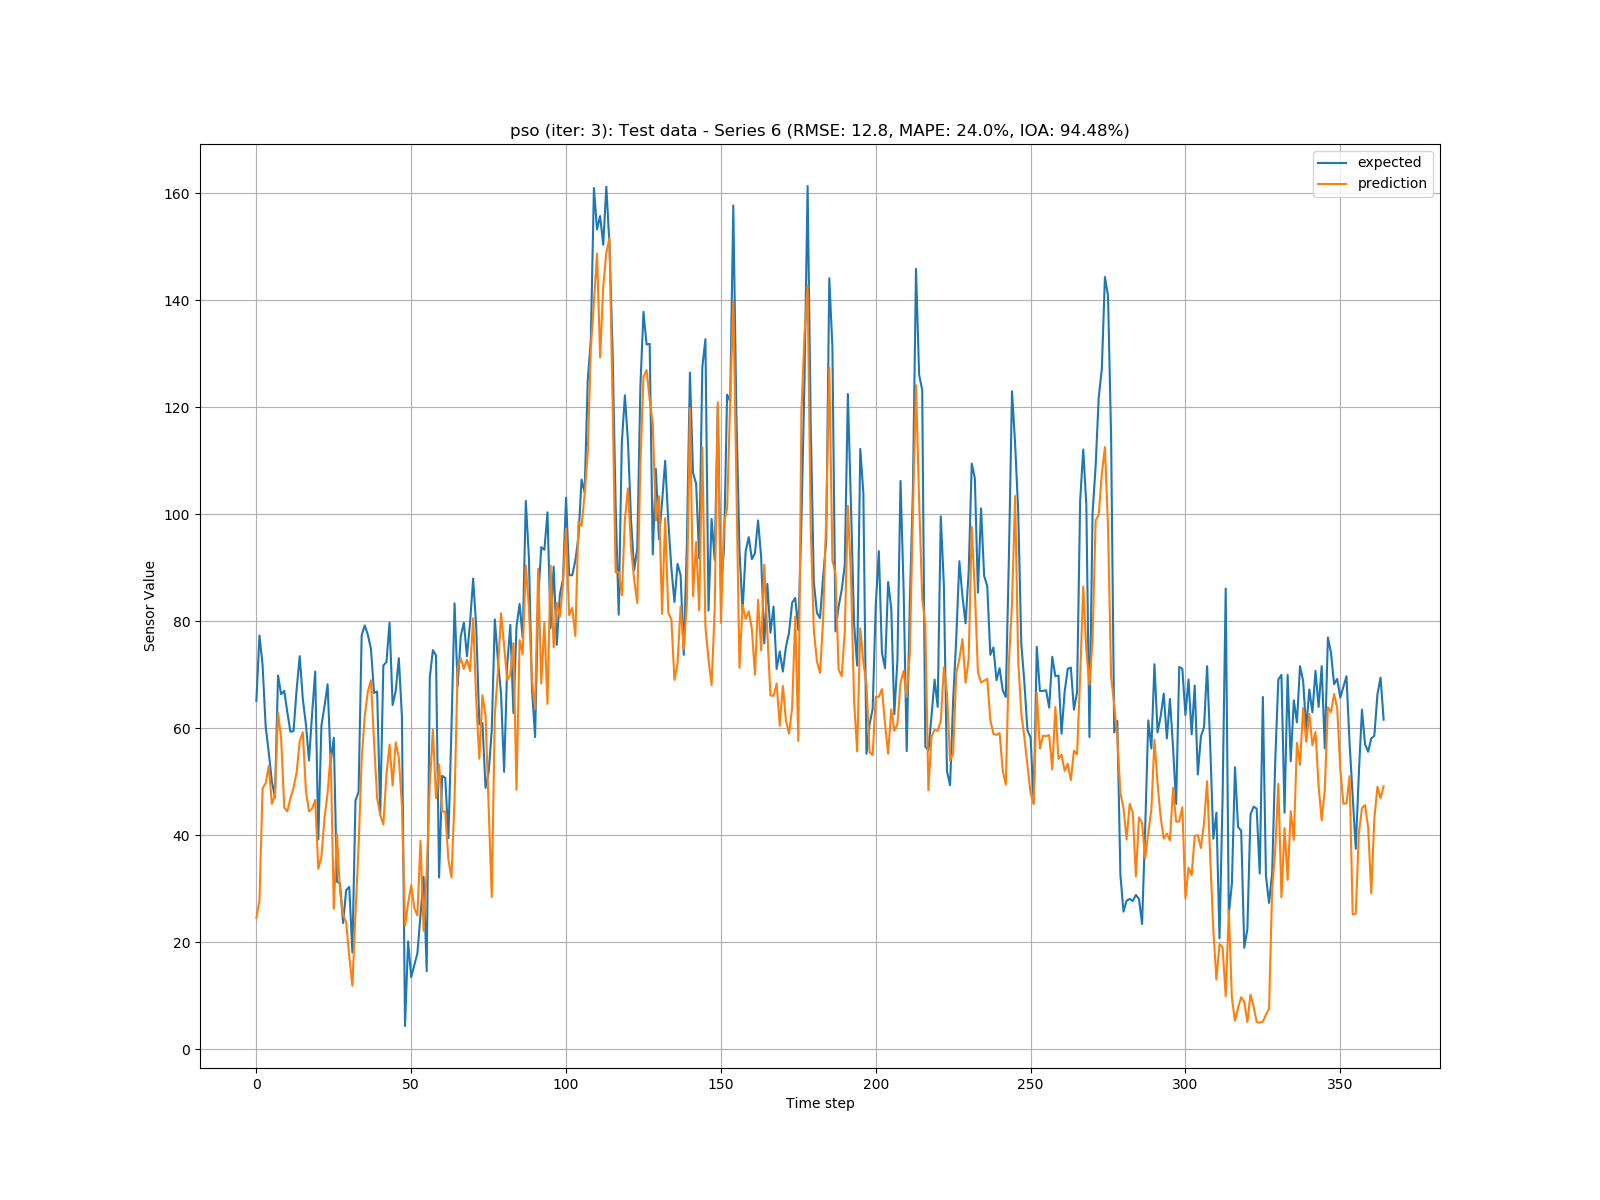 pso (iter: 3): Test data - Series 6 (RMSE: 12.8, MAPE: 24.0%, IOA: 94.48%)
expected
prediction
160
140
120
100
80
60
40
20
0
Sensor Value
0 50 100 150 200 250 300 350
Time step